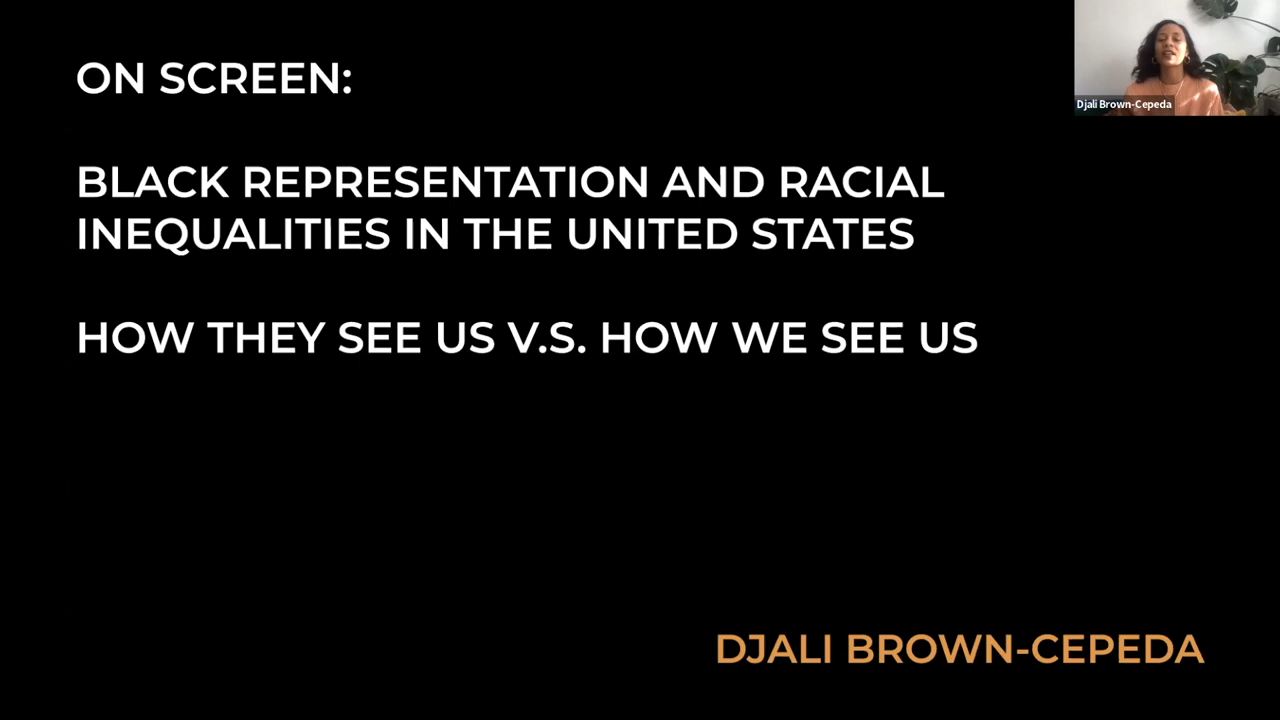 ON SCREEN:
BLACK REPRESENTATION AND RACIAL
INEQUALITIES IN THE UNITED STATES
HOW THEY SEE US V.S. HOW WE SEE US
DJALI BROWN-CEPEDA
Djali Brown-Cepeda